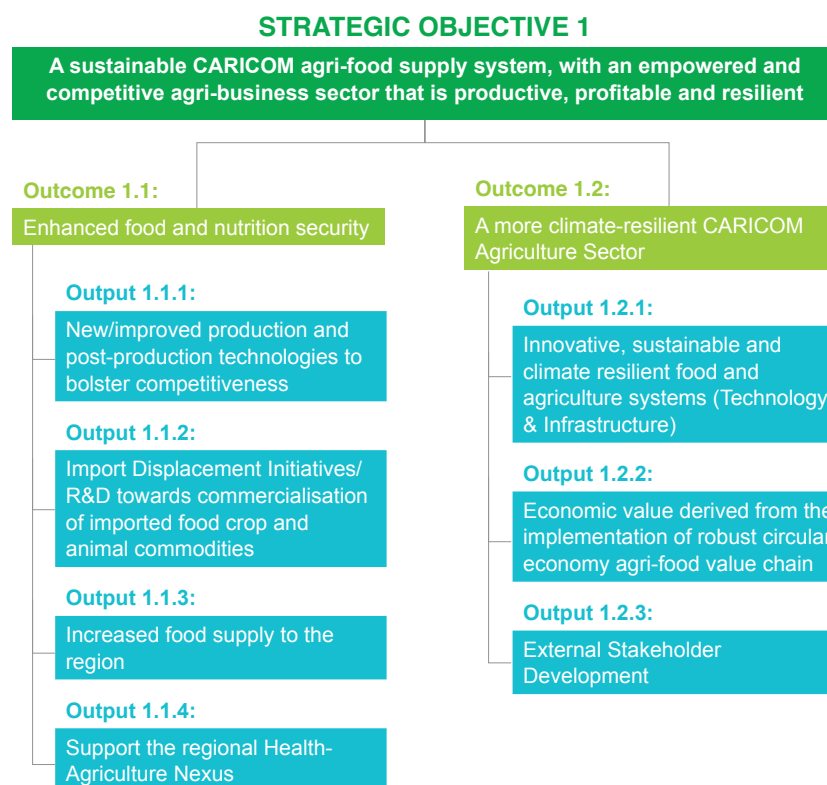 STRATEGIC OBJECTIVE 1
A sustainable CARICOM agri-food supply system, with an empowered and
competitive agri-business sector that is productive, profitable and resilient
Outcome 1.1:
Enhanced food and nutrition security
Output 1.1.1:
New/improved production and
post-production technologies to
bolster competitiveness
Output 1.1.2:
Import Displacement Initiatives/
R&D towards commercialisation
of imported food crop and
animal commodities
Output 1.1.3:
Increased food supply to the
region
Output 1.1.4:
Support the regional Health-
Agriculture Nexus
Outcome 1.2:
A more climate-resilient CARICOM
Agriculture Sector
Output 1.2.1:
Innovative, sustainable and
climate resilient food and
agriculture systems (Technology
& Infrastructure)
Output 1.2.2:
Economic value derived from the
implementation of robust circular
economy agri-food value chain
Output 1.2.3:
External Stakeholder
Development